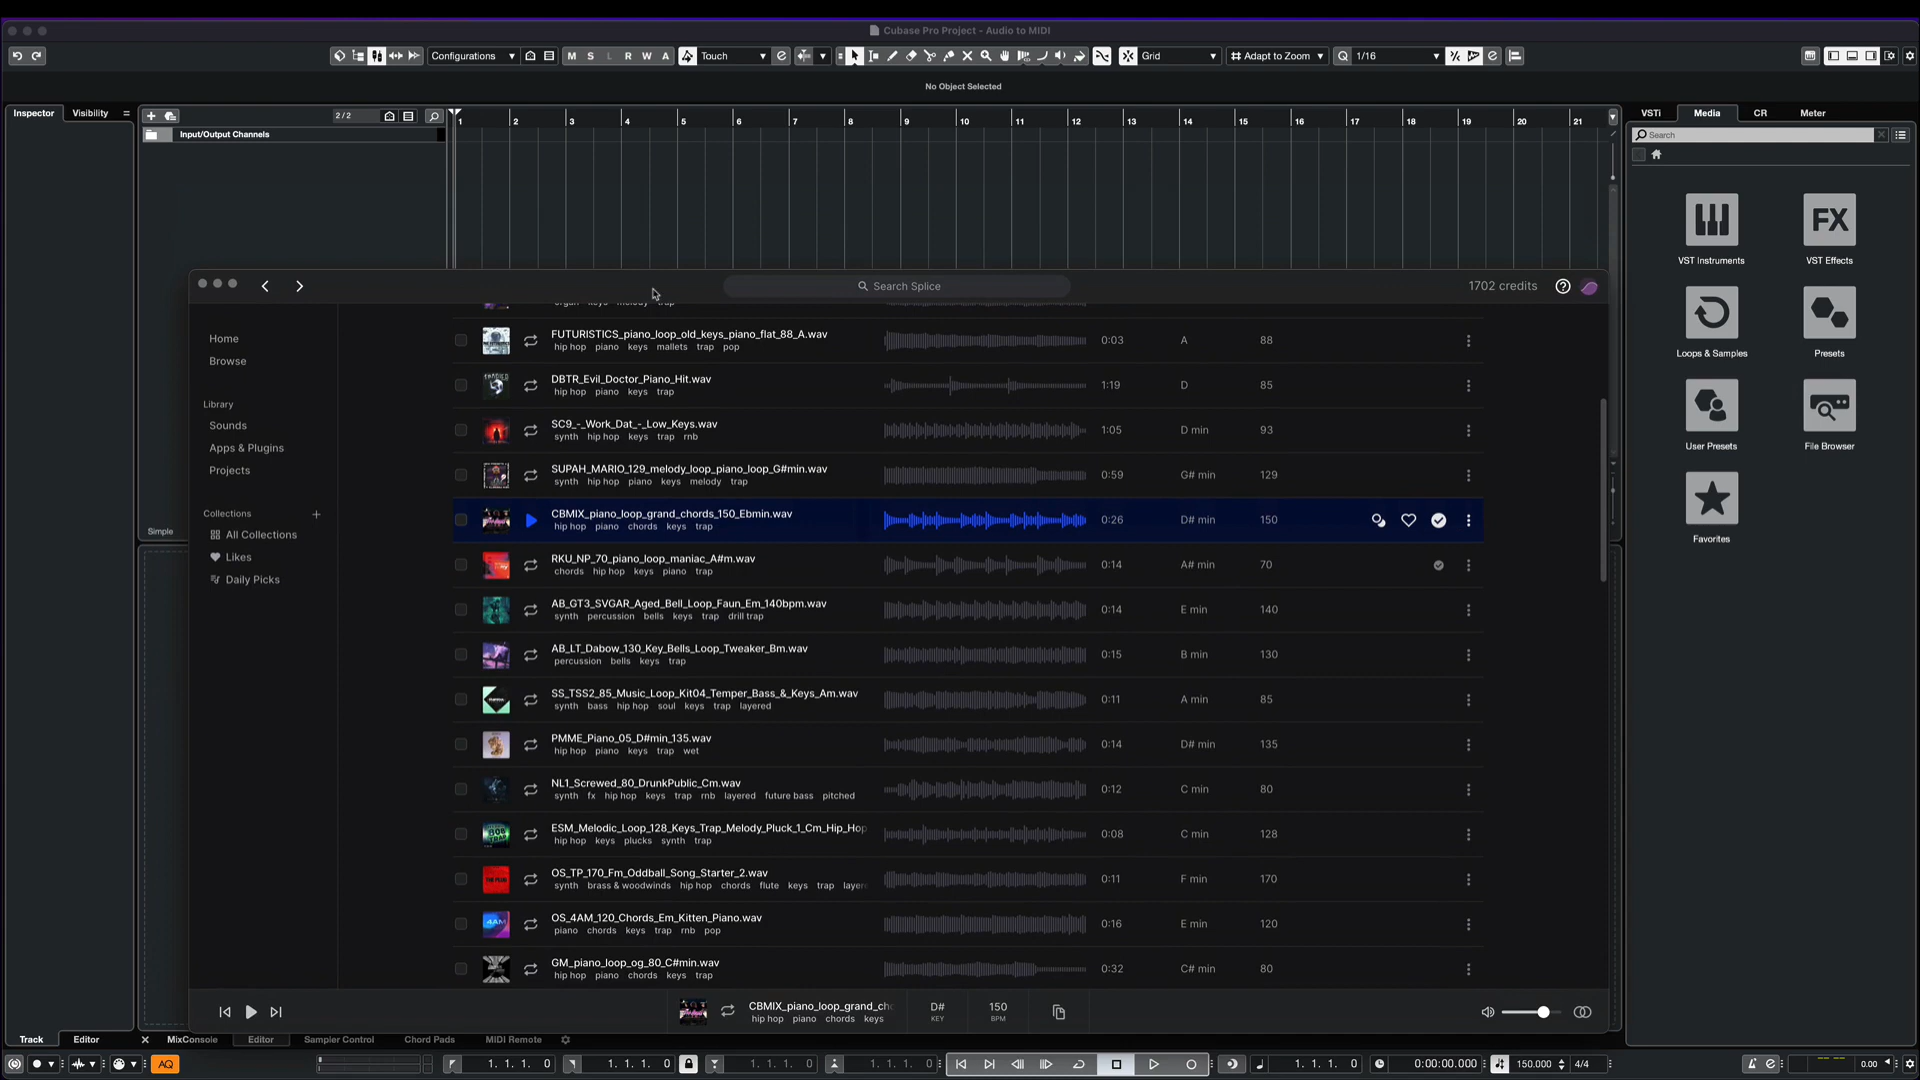 Cubase Pro Project - Audio to MIDI
Configurations
M S L R W A
Touch
Grid
Adapt to Zoom
Q 1/16
No Object Selected
Inspector Visibility
2 / 2
Input/Output Channels
1 2 3 4 5 6 7 8 9 10 11 12 13 14 15 16 17 18 19 20 21
VSTi Media CR Meter
Search
VST Instruments
FX
VST Effects
Loops & Samples
Presets
User Presets
File Browser
Favorites
Simple
Search Splice
1702 credits
Home
Browse
Library
Sounds
Apps & Plugins
Projects
Collections +
All Collections
Likes
Daily Picks
organ keys melody trap
FUTURISTICS_piano_loop_old_keys_piano_flat_88_A.wav 0:03 A 88
hip hop piano keys mallets trap pop
DBTR_Evil_Doctor_Piano_Hit.wav 1:19 D 85
hip hop piano keys trap
SC9_-_Work_Dat_-_Low_Keys.wav 1:05 D min 93
synth hip hop keys trap rnb
SUPAH_MARIO_129_melody_loop_piano_loop_G#min.wav 0:59 G# min 129
synth hip hop piano keys melody trap
CBMIX_piano_loop_grand_chords_150_Ebmin.wav 0:26 D# min 150
hip hop piano chords keys trap
RKU_NP_70_piano_loop_maniac_A#m.wav 0:14 A# min 70
chords hip hop keys piano trap
AB_GT3_SVGAR_Aged_Bell_Loop_Faun_Em_140bpm.wav 0:14 E min 140
synth percussion bells keys trap drill trap
AB_LT_Dabow_130_Key_Bells_Loop_Tweaker_Bm.wav 0:15 B min 130
percussion bells keys trap
SS_TSS2_85_Music_Loop_Kit04_Temper_Bass_&_Keys_Am.wav 0:11 A min 85
synth bass hip hop soul keys trap layered
PMME_Piano_05_D#min_135.wav 0:14 D# min 135
hip hop piano keys trap wet
NL1_Screwed_80_DrunkPublic_Cm.wav 0:12 C min 80
synth fx hip hop keys trap rnb layered future bass pitched
ESM_Melodic_Loop_128_Keys_Trap_Melody_Pluck_1_Cm_Hip_Hop 0:08 C min 128
hip hop keys plucks synth trap
OS_TP_170_Fm_Oddball_Song_Starter_2.wav 0:11 F min 170
synth brass & woodwinds hip hop chords flute keys trap layer
OS_4AM_120_Chords_Em_Kitten_Piano.wav 0:16 E min 120
piano chords keys trap rnb pop
GM_piano_loop_og_80_C#min.wav 0:32 C# min 80
hip hop piano chords keys trap
CBMIX_piano_loop_grand_ch D# 150
hip hop piano chords keys KEY BPM
Track Editor MixConsole Editor Sampler Control Chord Pads MIDI Remote
AQ 1. 1. 1. 0 1. 1. 1. 0 1. 1. 1. 0 1. 1. 1. 0 1. 1. 1. 0 0:00:00.000 150.000 4/4 0.00